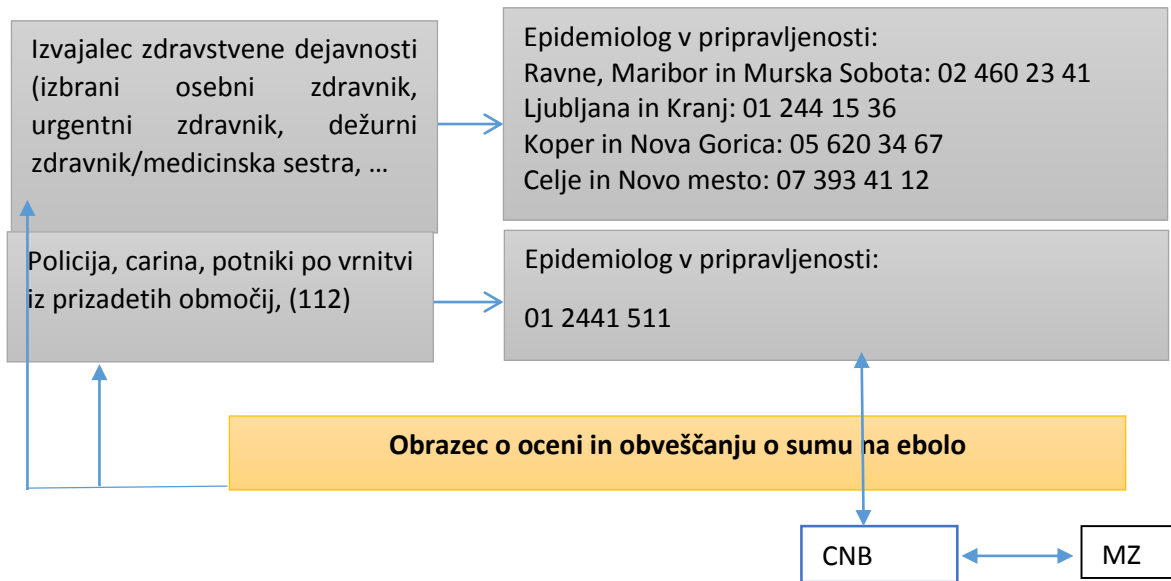 Izvajalec zdravstvene dejavnosti
(izbrani osebni zdravnik,
urgentni zdravnik, dežurni
zdravnik/medicinska sestra, …
Epidemiolog v pripravljenosti:
Ravne, Maribor in Murska Sobota: 02 460 23 41
Ljubljana in Kranj: 01 244 15 36
Koper in Nova Gorica: 05 620 34 67
Celje in Novo mesto: 07 393 41 12
Policija, carina, potniki po vrnitvi
iz prizadetih območij, (112)
Epidemiolog v pripravljenosti:
01 2441 511
Obrazec o oceni in obveščanju o sumu na ebolo
CNB
MZ